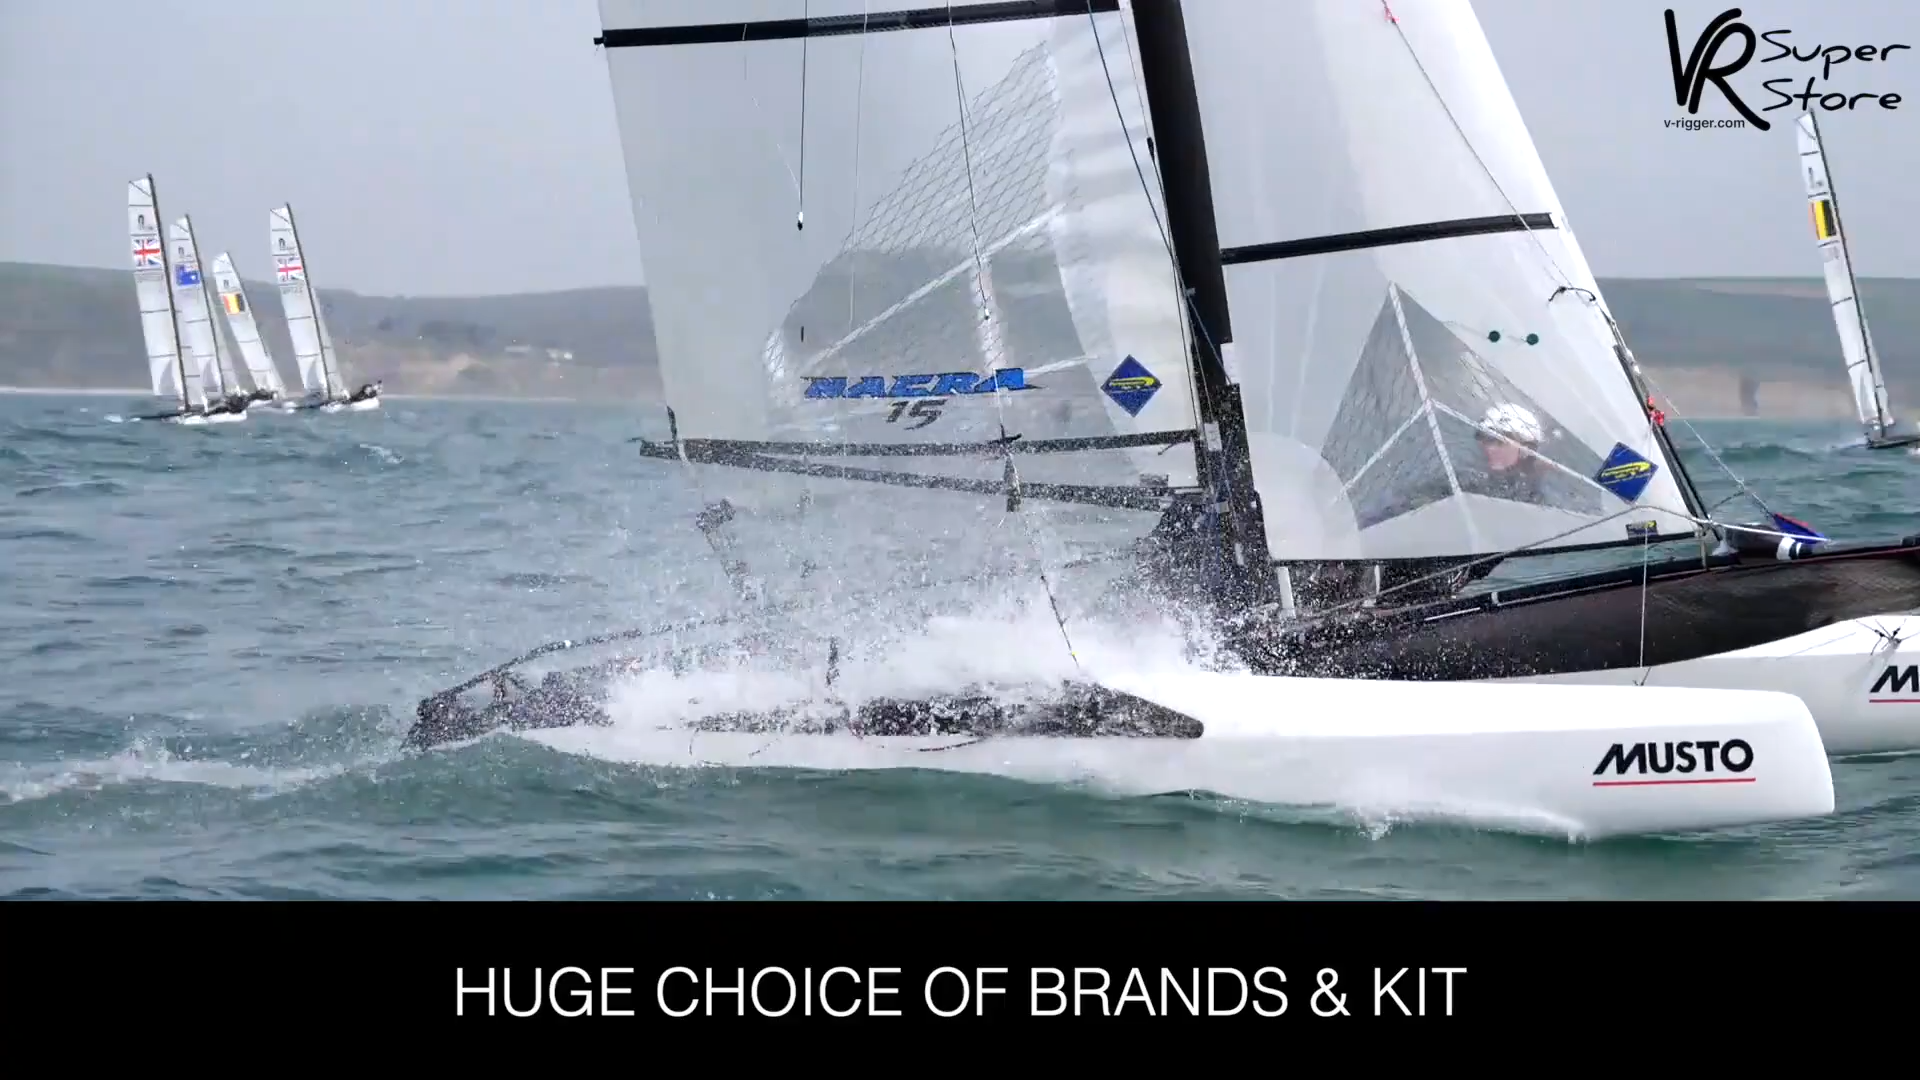 VR Super
Store
v-rigger.com
NACRA
15
MUSTO
M
HUGE CHOICE OF BRANDS & KIT